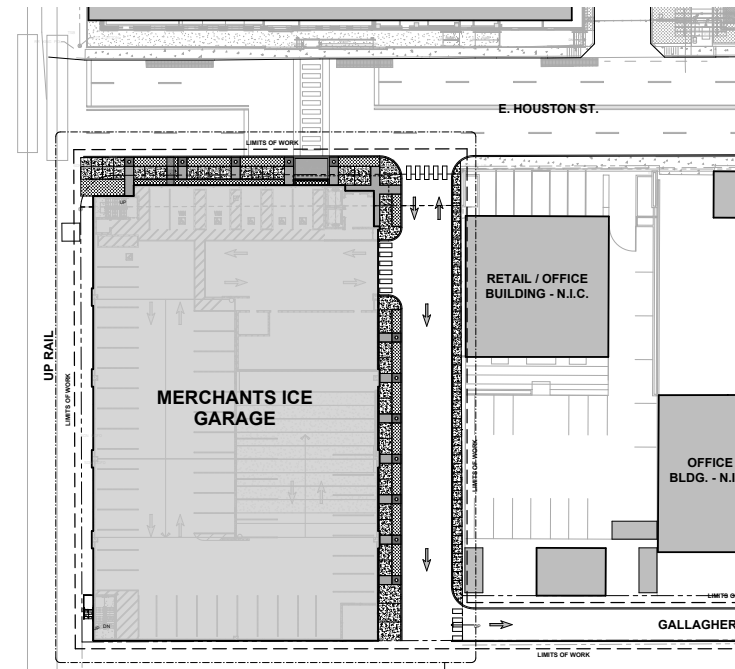 E. HOUSTON ST.
LIMITS OF WORK
UP
RETAIL / OFFICE
BUILDING - N.I.C.
UP RAIL
LIMITS OF WORK
MERCHANTS ICE
GARAGE
LIMITS OF WORK
OFFICE
BLDG. - N.I
LIMITS O
DN
GALLAGHER
LIMITS OF WORK